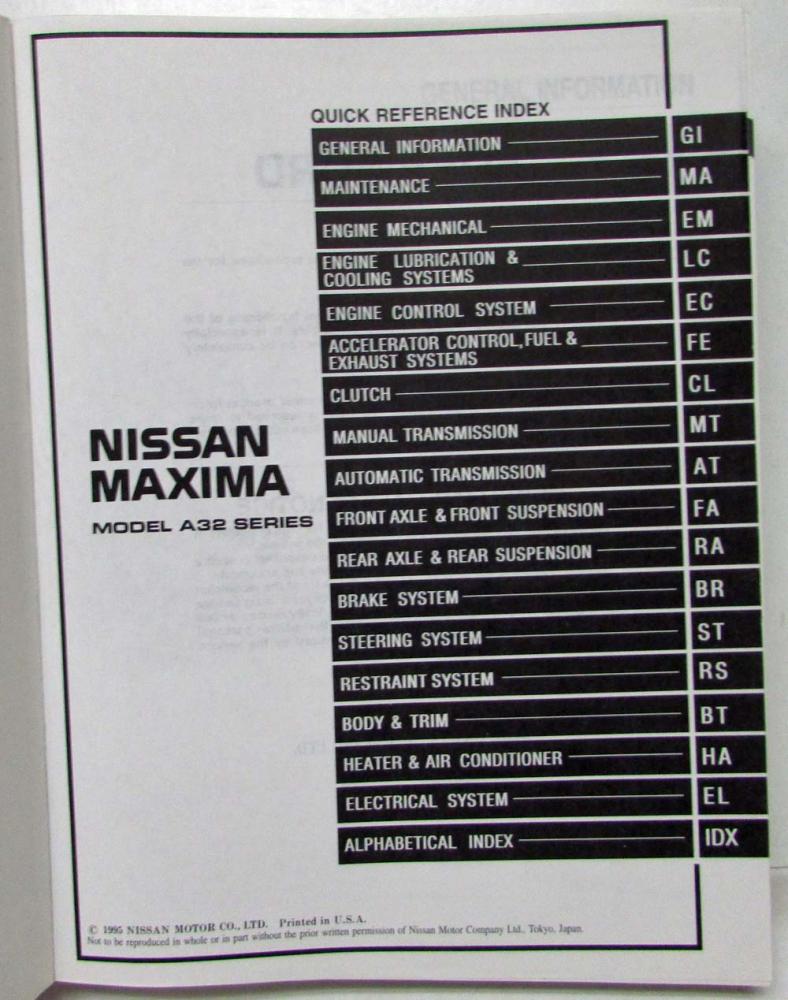 QUICK REFERENCE INDEX
GENERAL INFORMATION GI
MAINTENANCE MA
ENGINE MECHANICAL EM
ENGINE LUBRICATION & LC
COOLING SYSTEMS
ENGINE CONTROL SYSTEM EC
ACCELERATOR CONTROL, FUEL & FE
EXHAUST SYSTEMS
CLUTCH CL
MANUAL TRANSMISSION MT
AUTOMATIC TRANSMISSION AT
FRONT AXLE & FRONT SUSPENSION FA
REAR AXLE & REAR SUSPENSION RA
BRAKE SYSTEM BR
STEERING SYSTEM ST
RESTRAINT SYSTEM RS
BODY & TRIM BT
HEATER & AIR CONDITIONER HA
ELECTRICAL SYSTEM EL
ALPHABETICAL INDEX IDX
NISSAN
MAXIMA
MODEL A32 SERIES
© 1995 NISSAN MOTOR CO., LTD. Printed in U.S.A.
Not to be reproduced in whole or in part without the prior written permission of Nissan Motor Company Ltd., Tokyo, Japan.